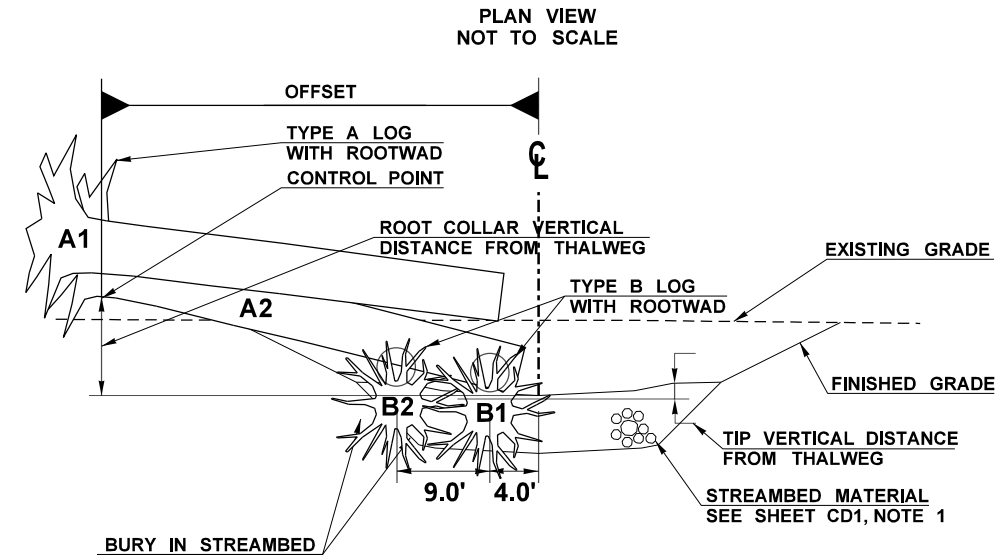 PLAN VIEW
NOT TO SCALE
OFFSET
TYPE A LOG
WITH ROOTWAD
CONTROL POINT
CL
ROOT COLLAR VERTICAL
DISTANCE FROM THALWEG
A1
EXISTING GRADE
TYPE B LOG
WITH ROOTWAD
A2
FINISHED GRADE
B2
B1
TIP VERTICAL DISTANCE
FROM THALWEG
9.0'
4.0'
STREAMBED MATERIAL
SEE SHEET CD1, NOTE 1
BURY IN STREAMBED